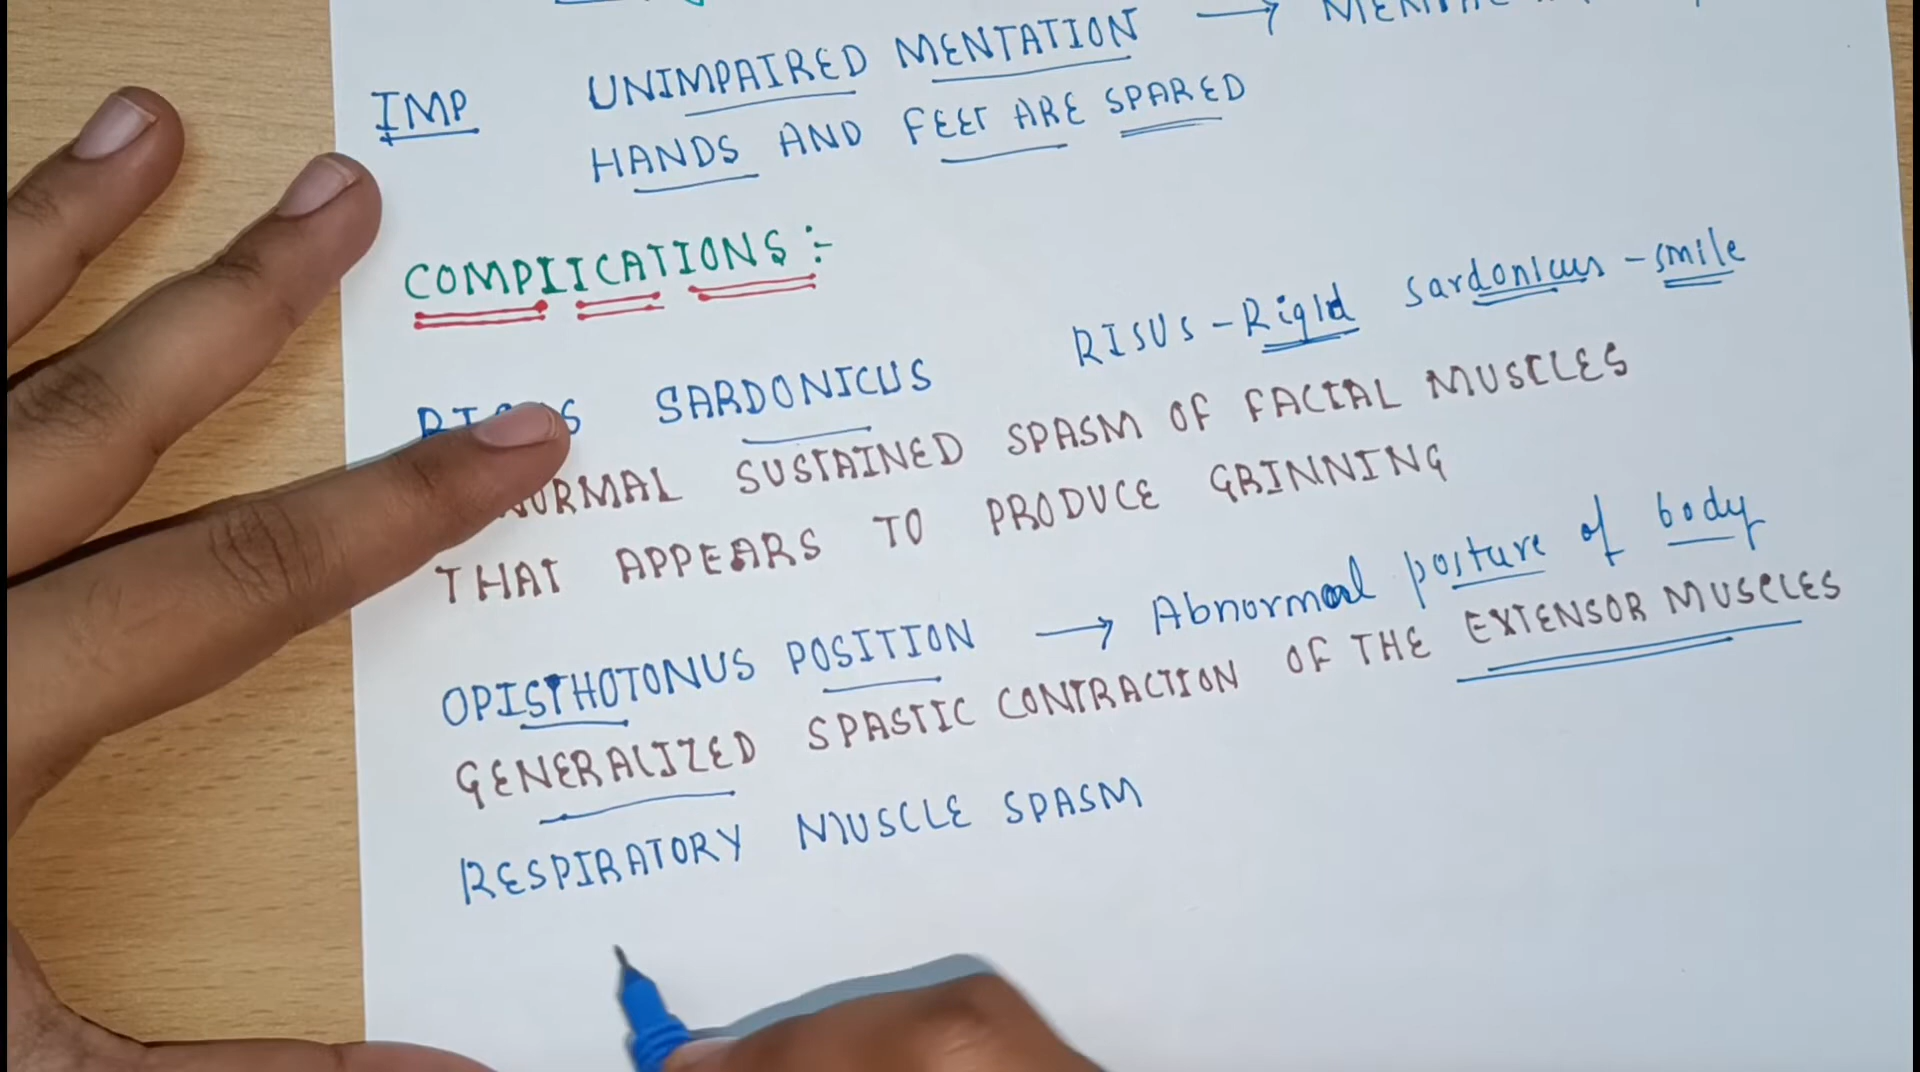 UNIMPAIRED MENTATION →
IMP
HANDS AND FEET ARE SPARED
COMPIICATIONS :-
RISUS - Rigid sardonicus - smile
SARDONICUS
SUSTAINED SPASM OF FACIAL MUSCLES
THAT APPEARS TO PRODUCE GRINNING
OPISTHOTONUS POSITION → Abnormal posture of body
GENERALIZED SPASTIC CONTRACTION OF THE EXTENSOR MUSCLES
RESPIRATORY MUSCLE SPASM